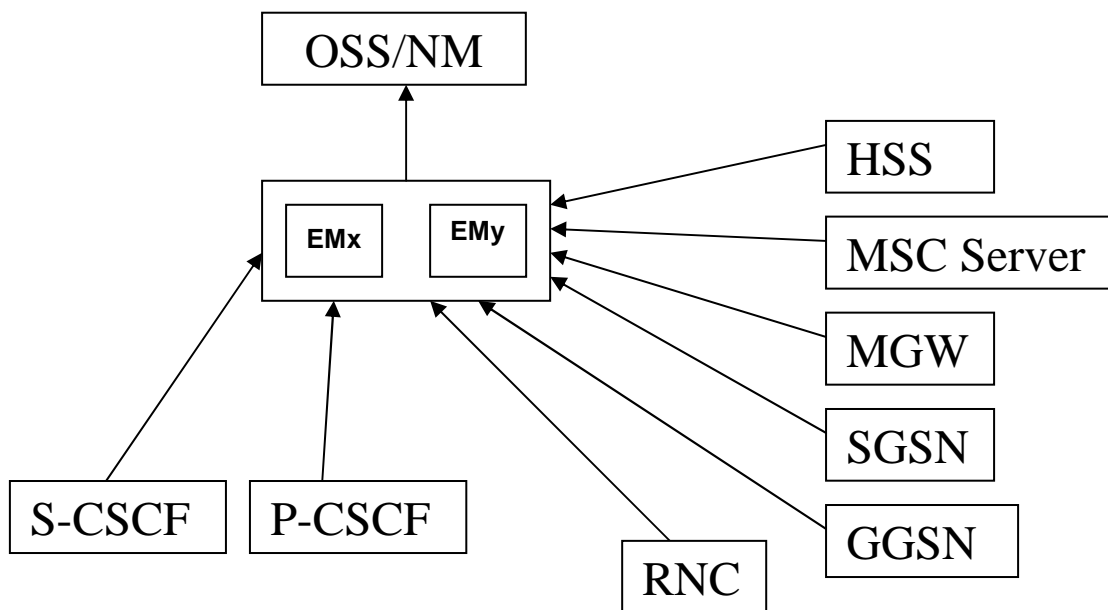 OSS/NM
HSS
EMx
EMy
MSC Server
MGW
SGSN
S-CSCF
P-CSCF
GGSN
RNC